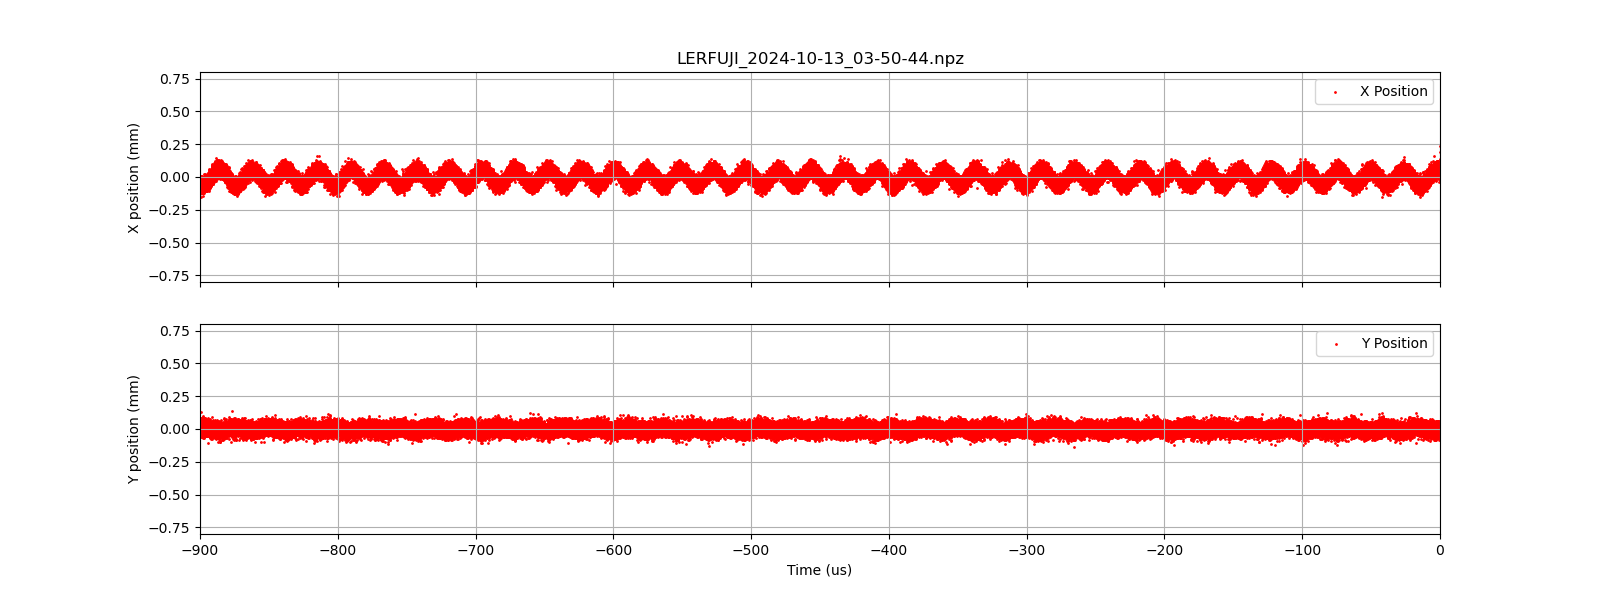 LERFUJI_2024-10-13_03-50-44.npz
X position (mm)
0.75
0.50
0.25
0.00
−0.25
−0.50
−0.75
X Position
Y position (mm)
0.75
0.50
0.25
0.00
−0.25
−0.50
−0.75
Y Position
−900 −800 −700 −600 −500 −400 −300 −200 −100 0
Time (us)